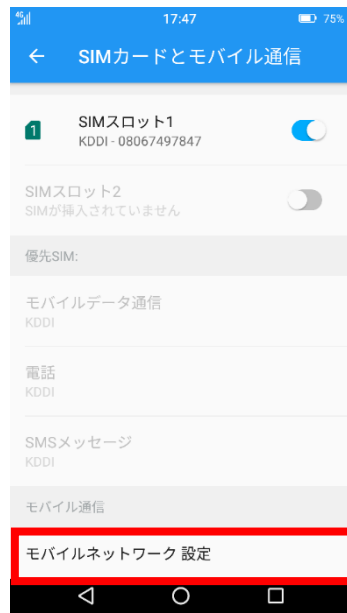 4G 17:47 75%
SIMカードとモバイル通信
1 SIMスロット1
KDDI - 08067497847
SIMスロット2
SIMが挿入されていません
優先SIM:
モバイルデータ通信
KDDI
電話
KDDI
SMSメッセージ
KDDI
モバイル通信
モバイルネットワーク 設定